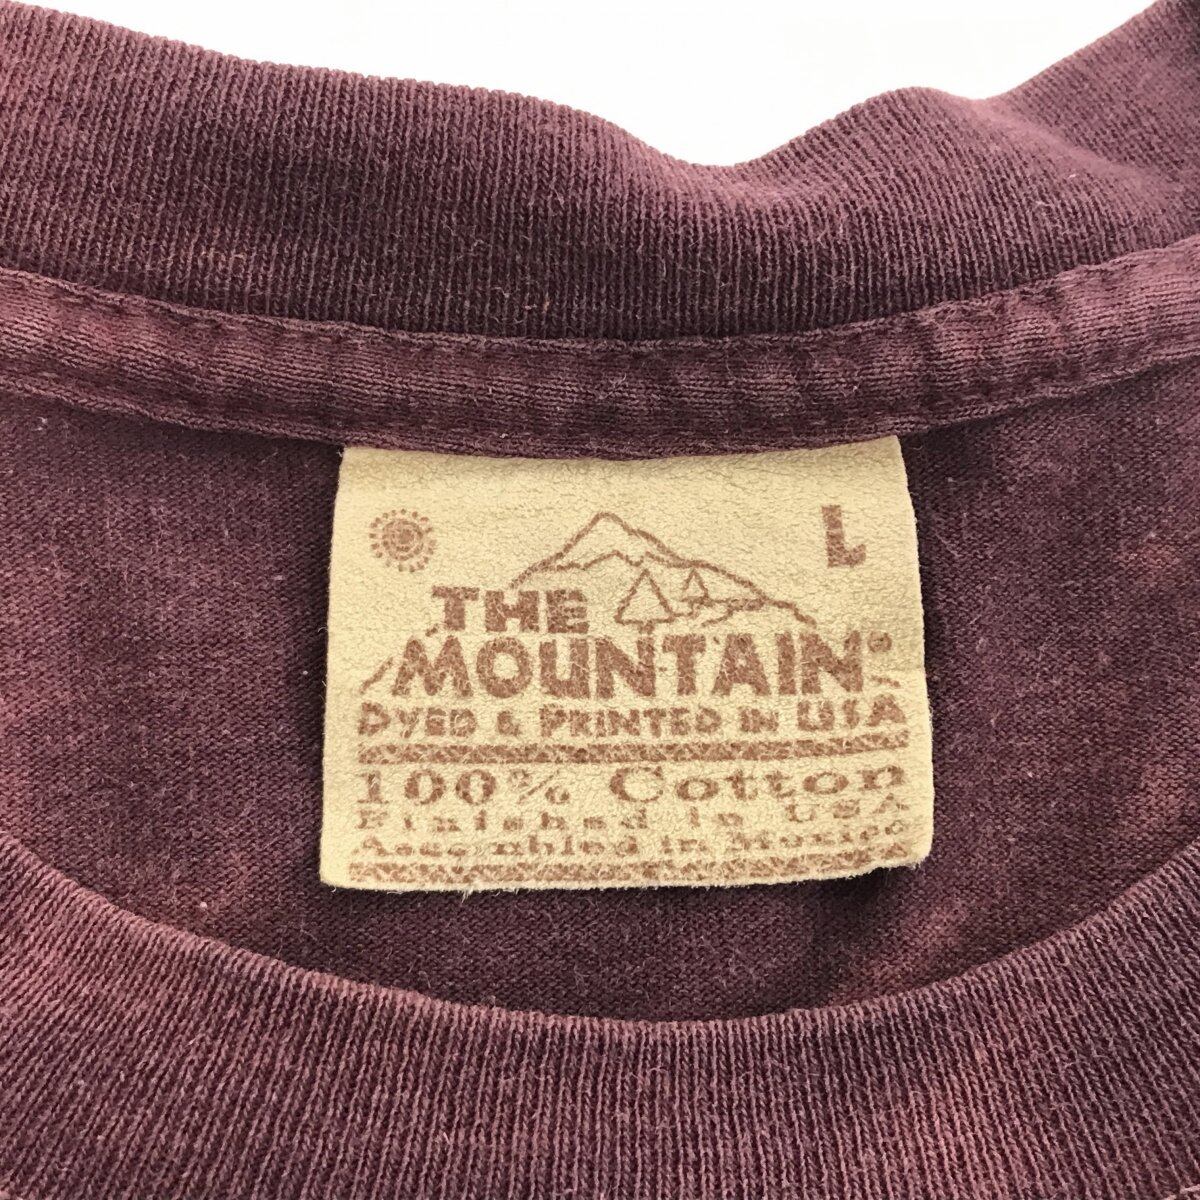 L
THE
MOUNTAIN®
DYED & PRINTED IN USA
100% Cotton
Finished in USA
Assembled in Mexico